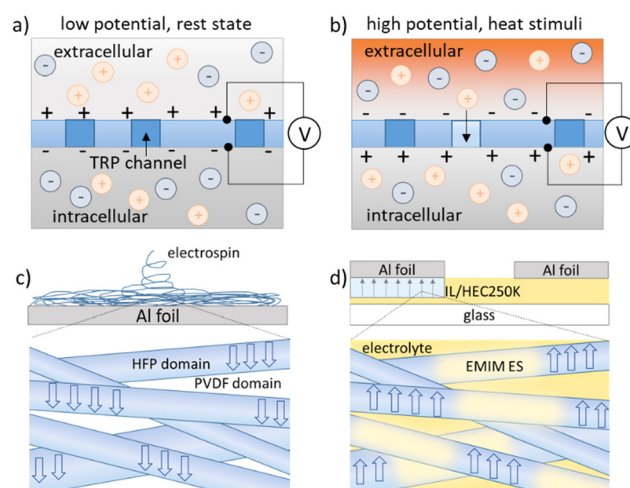 a) low potential, rest state
extracellular
+ + + + + +
- - - - - -
TRP channel
intracellular
V
b) high potential, heat stimuli
extracellular
- - - - - -
+ + + + + +
intracellular
V
c)
electrospin
Al foil
HFP domain
PVDF domain
d)
Al foil
Al foil
IL/HEC250K
glass
electrolyte
EMIM ES